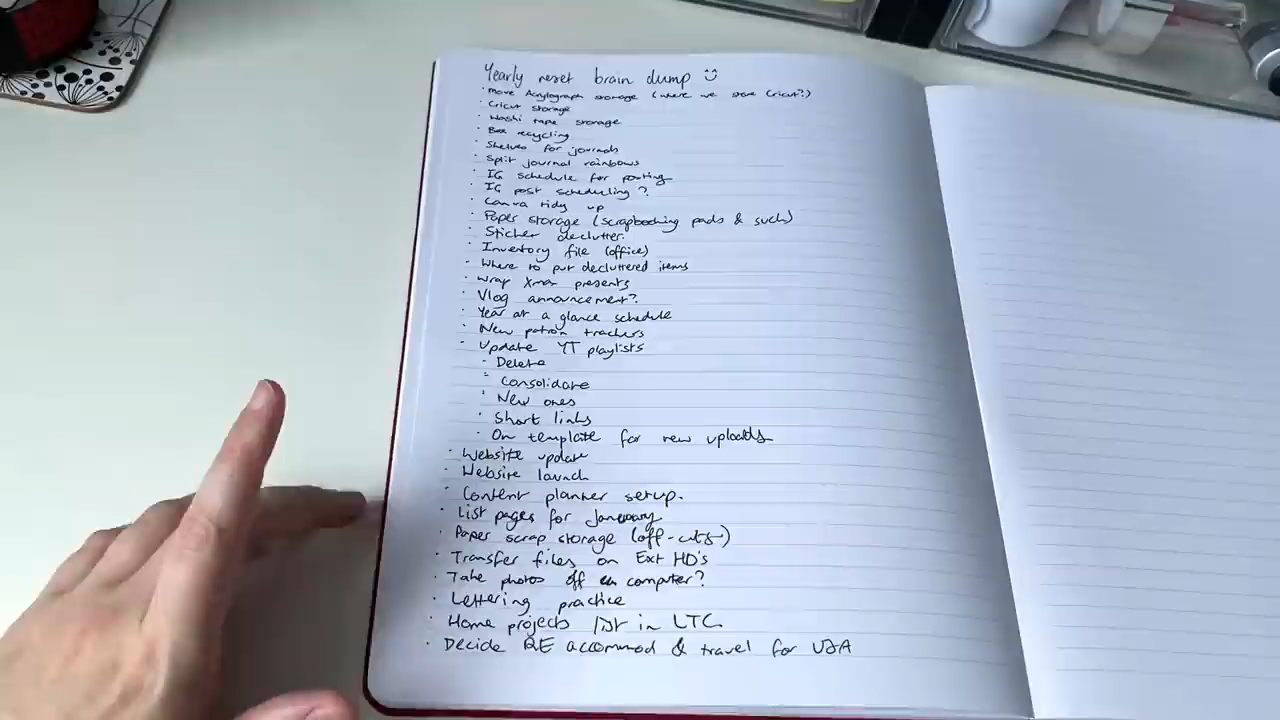 Yearly reset brain dump
· Move Acrylograph storage (where we store Cricut?)
· Cricut storage
· Washi tape storage
· Box recycling
· Shelves for journals
· Split journal rainbows
· IG schedule for posting
· IG post scheduling?
· Canva tidy up
· Paper storage (scrapbooking pads & such)
· Sticker declutter
· Inventory file (office)
· Where to put decluttered items
· Wrap Xmas presents
· Vlog announcement?
· Year at a glance schedule
· New patron trackers
· Update YT playlists
· Delete
· Consolidate
· New ones
· Short links
· On template for new uploads
· Website update
· Website launch
· Content planner setup.
· List pages for January
· Paper scrap storage (off-cuts)
· Transfer files on Ext HD's
· Take photos off computer?
· Lettering practice
· Home projects list in LTC
· Decide RE accommod & travel for USA